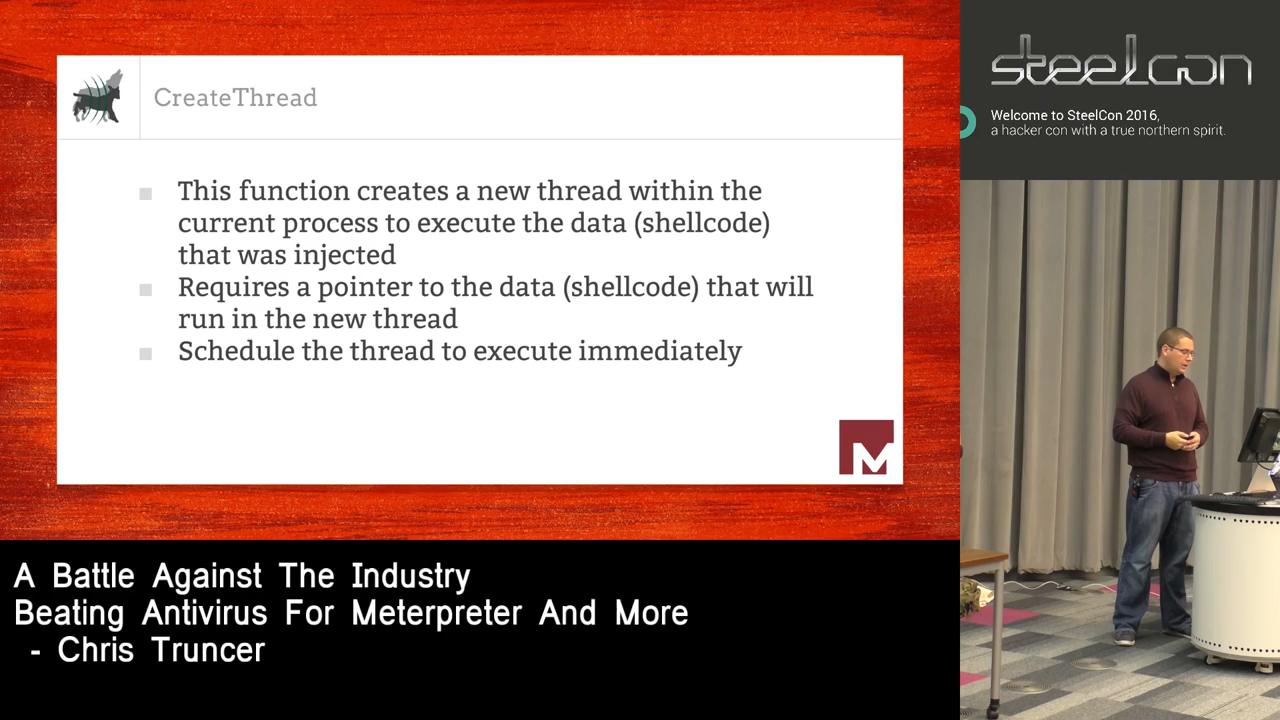 CreateThread
This function creates a new thread within the
current process to execute the data (shellcode)
that was injected
Requires a pointer to the data (shellcode) that will
run in the new thread
Schedule the thread to execute immediately
M
steelcon
Welcome to SteelCon 2016,
a hacker con with a true northern spirit.
A Battle Against The Industry
Beating Antivirus For Meterpreter And More
- Chris Truncer